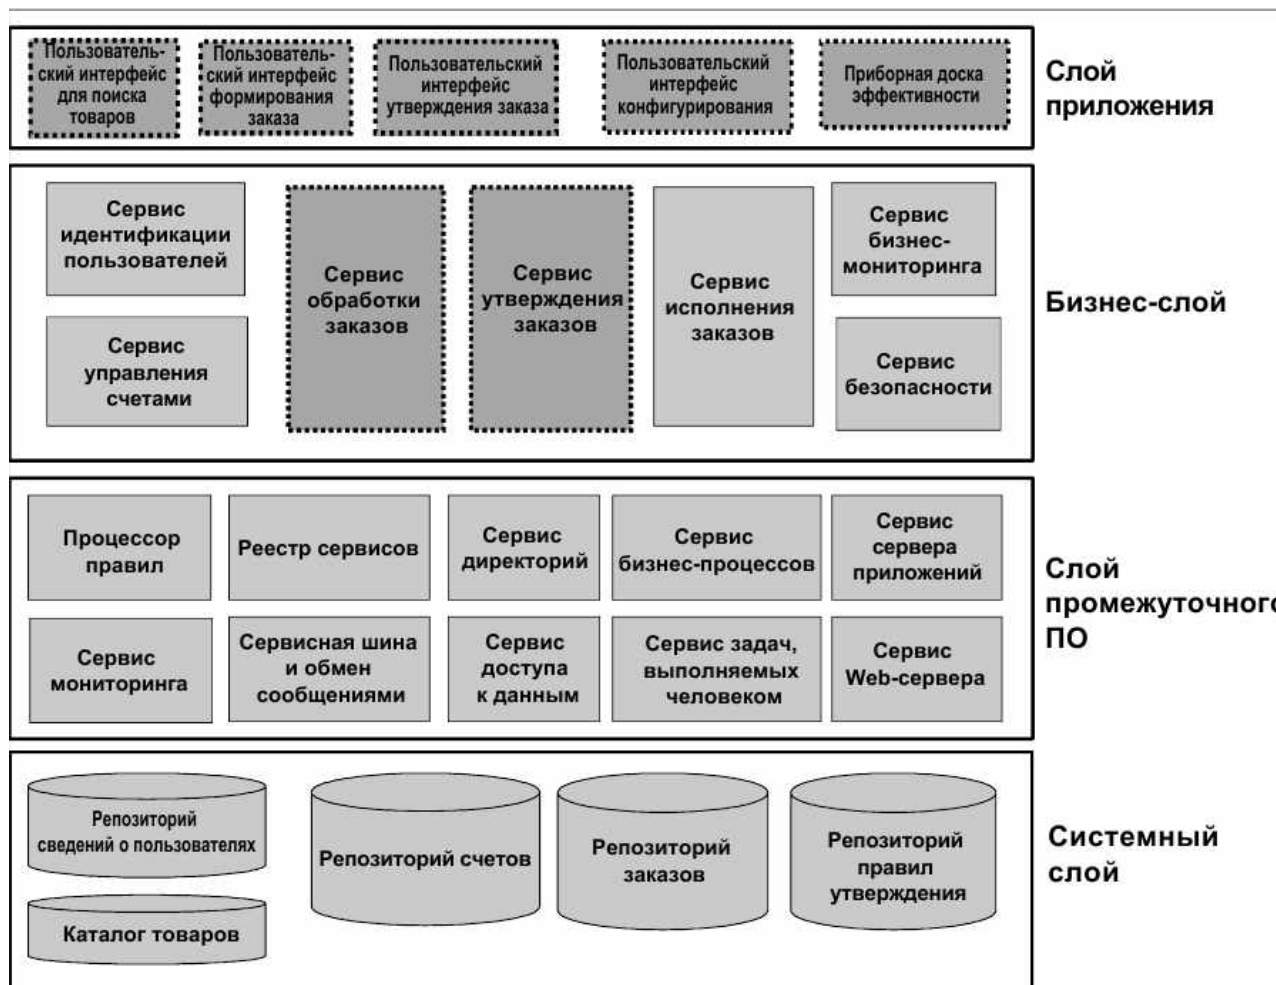 Пользователь-
ский интерфейс
для поиска
товаров
Пользователь-
ский интерфейс
формирования
заказа
Пользовательский
интерфейс
утверждения заказа
Пользовательский
интерфейс
конфигурирования
Приборная доска
эффективности
Слой
приложения
Сервис
идентификации
пользователей
Сервис
управления
счетами
Сервис
обработки
заказов
Сервис
утверждения
заказов
Сервис
исполнения
заказов
Сервис
бизнес-
мониторинга
Сервис
безопасности
Бизнес-слой
Процессор
правил
Реестр сервисов
Сервис
директорий
Сервис
бизнес-процессов
Сервис
сервера
приложений
Сервис
мониторинга
Сервисная шина
и обмен
сообщениями
Сервис
доступа
к данным
Сервис задач,
выполняемых
человеком
Сервис
Web-сервера
Слой
промежуточного
ПО
Репозиторий
сведений о пользователях
Каталог товаров
Репозиторий счетов
Репозиторий
заказов
Репозиторий
правил
утверждения
Системный
слой